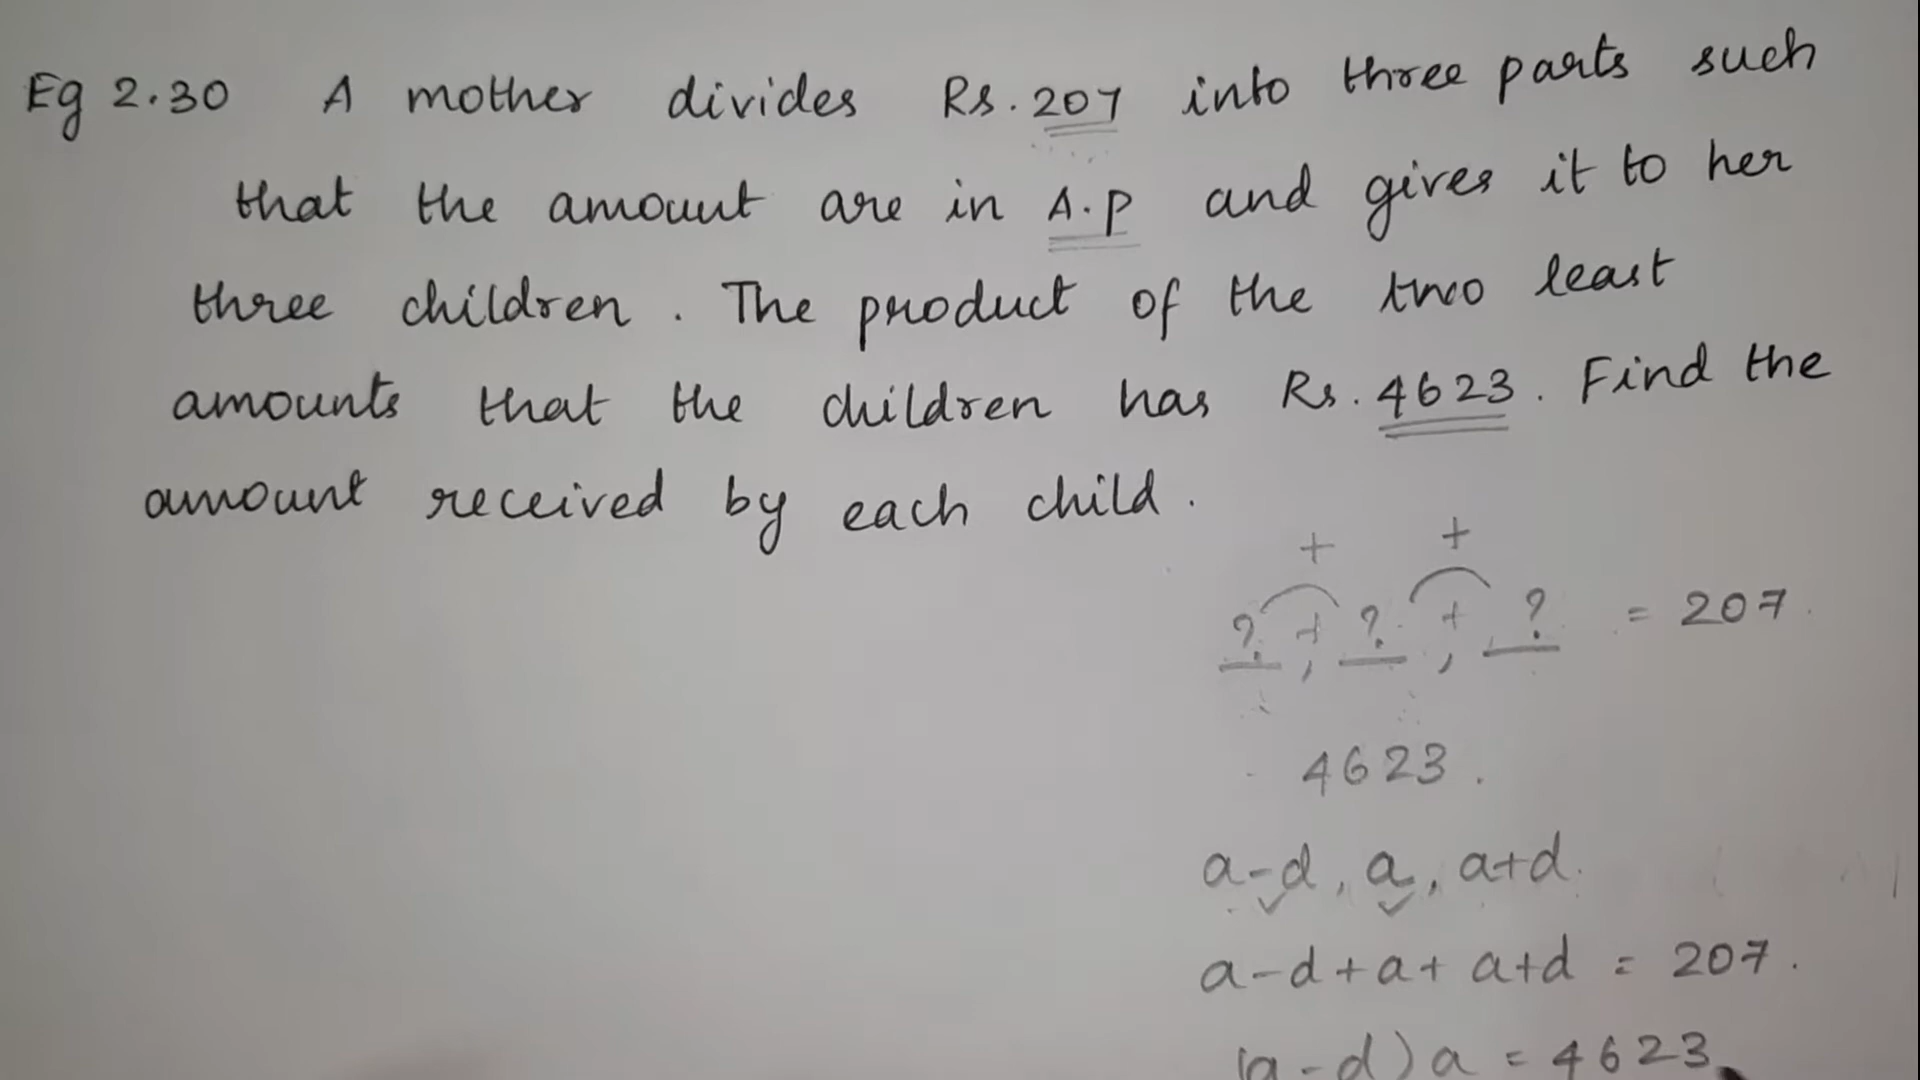 Eg 2.30 A mother divides Rs. 207 into three parts such
that the amount are in A.P and gives it to her
three children. The product of the two least
amounts that the children has Rs. 4623. Find the
amount received by each child.
+ +
? + ? + ? = 207
, ,
4623.
a-d, a, a+d.
a-d+a+a+d = 207.
(a-d)a = 4623